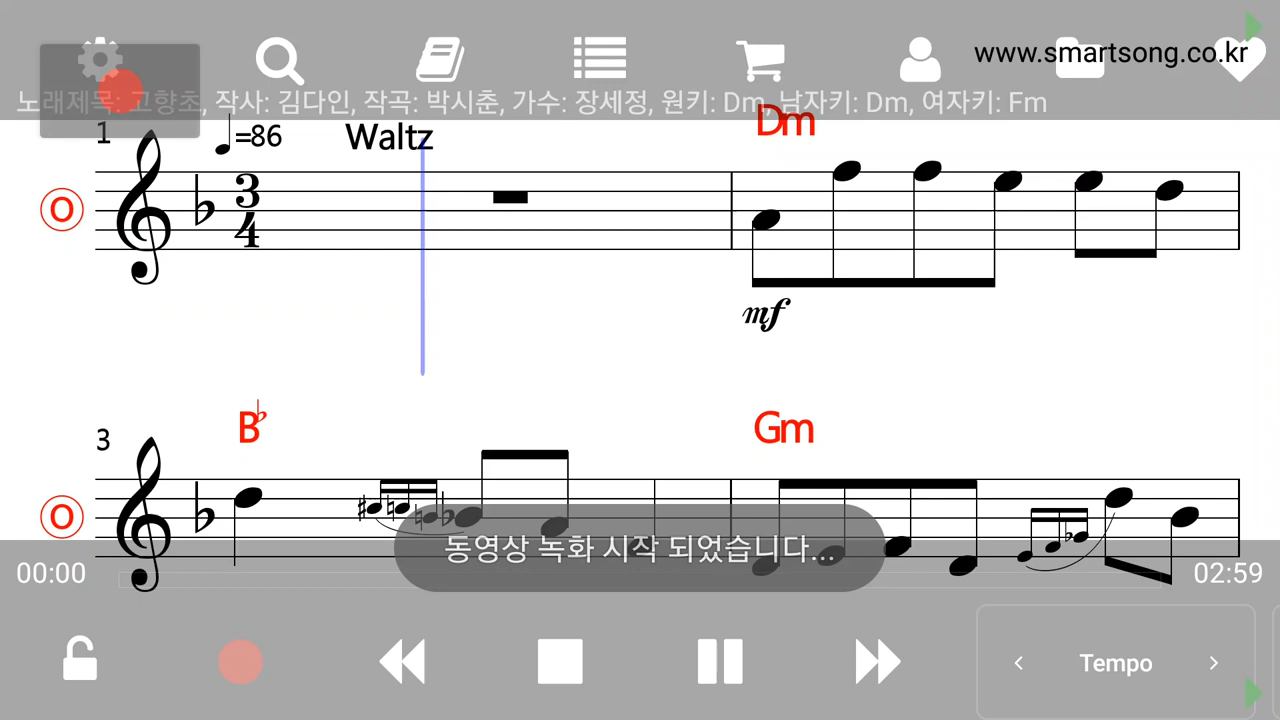 www.smartsong.co.kr
노래제목: 고향초, 작사: 김다인, 작곡: 박시춘, 가수: 장세정, 원키: Dm, 남자키: Dm, 여자키: Fm
1 ♩=86 Waltz Dm
O 3/4
mf
3 B♭ Gm
O
동영상 녹화 시작 되었습니다...
00:00 02:59
Tempo